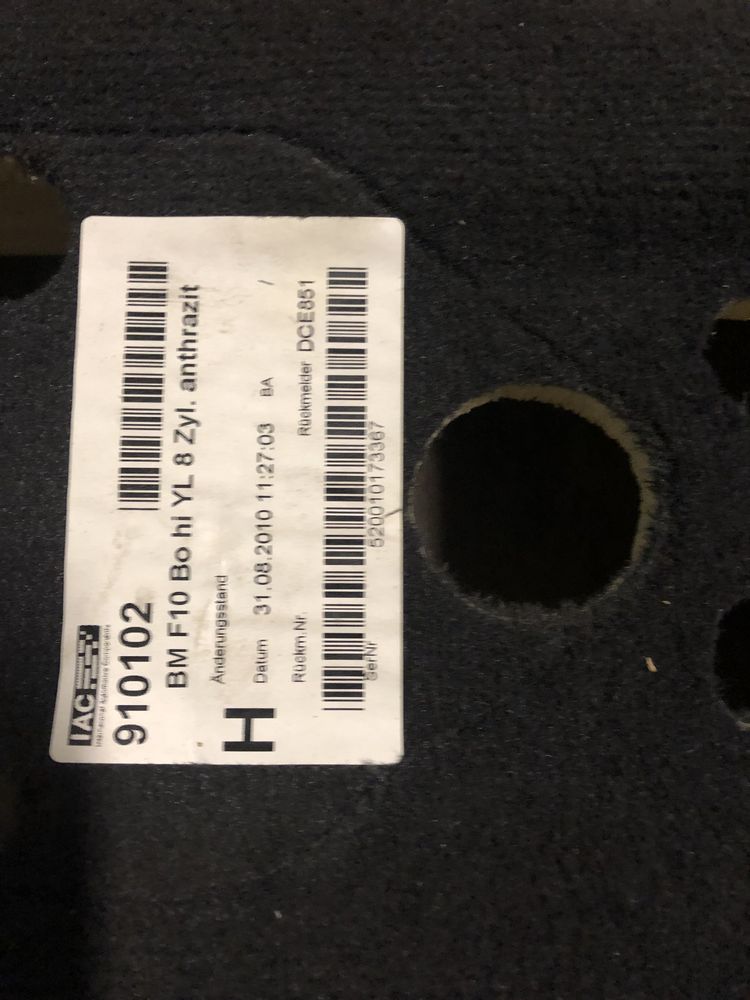 IAC
International Automotive Components
910102
BM F10 Bo hi YL 8 Zyl. anthrazit
H Änderungsstand /
Datum 31.08.2010 11:27:03 BA
Rückm.Nr. Rückmelder DCE851
SerNr 520010173367